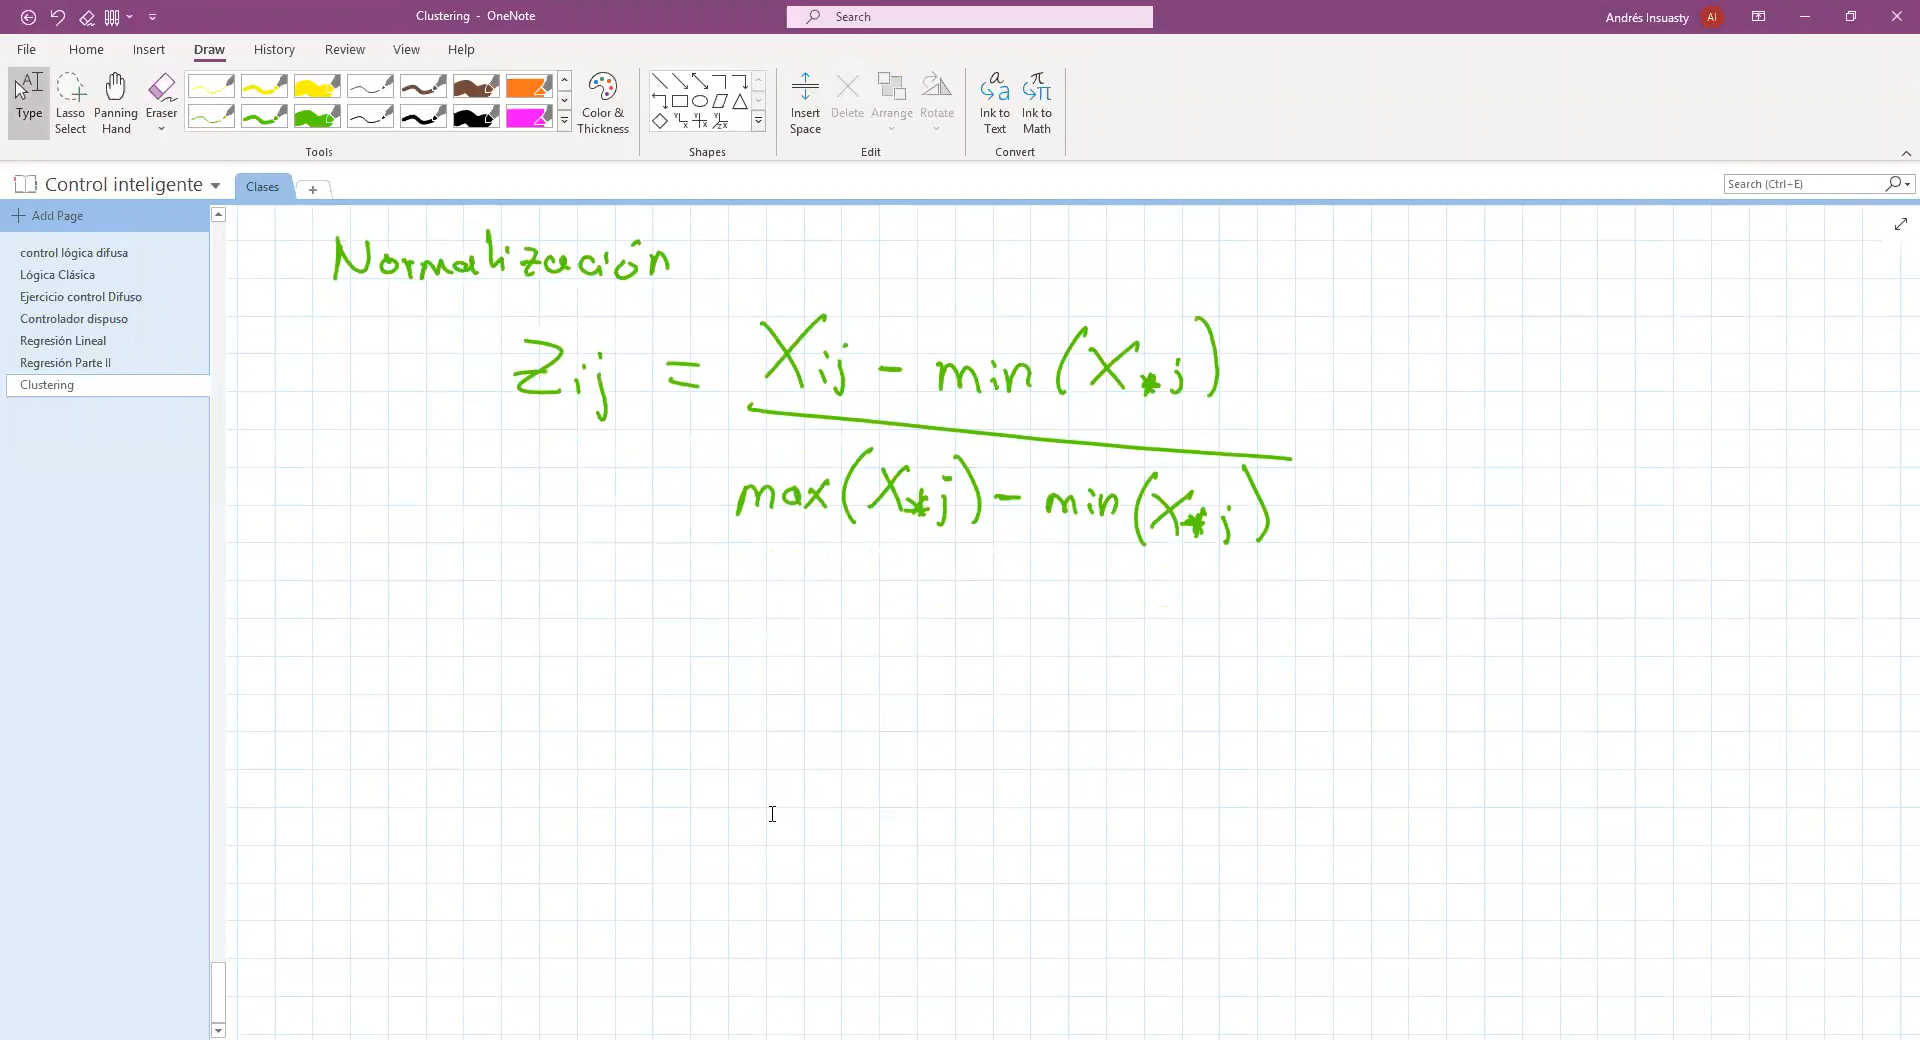 Clustering - OneNote
Search
Andrés Insuasty
AI
File Home Insert Draw History Review View Help
Type
Lasso Select
Panning Hand
Eraser
Color & Thickness
Insert Space
Delete
Arrange
Rotate
Ink to Text
Ink to Math
Tools
Shapes
Edit
Convert
Control inteligente
Clases
Search (Ctrl+E)
Add Page
control lógica difusa
Lógica Clásica
Ejercicio control Difuso
Controlador dispuso
Regresión Lineal
Regresión Parte II
Clustering
Normalización
Zij = Xij - min(X*j)
max(X*j) - min(X*j)